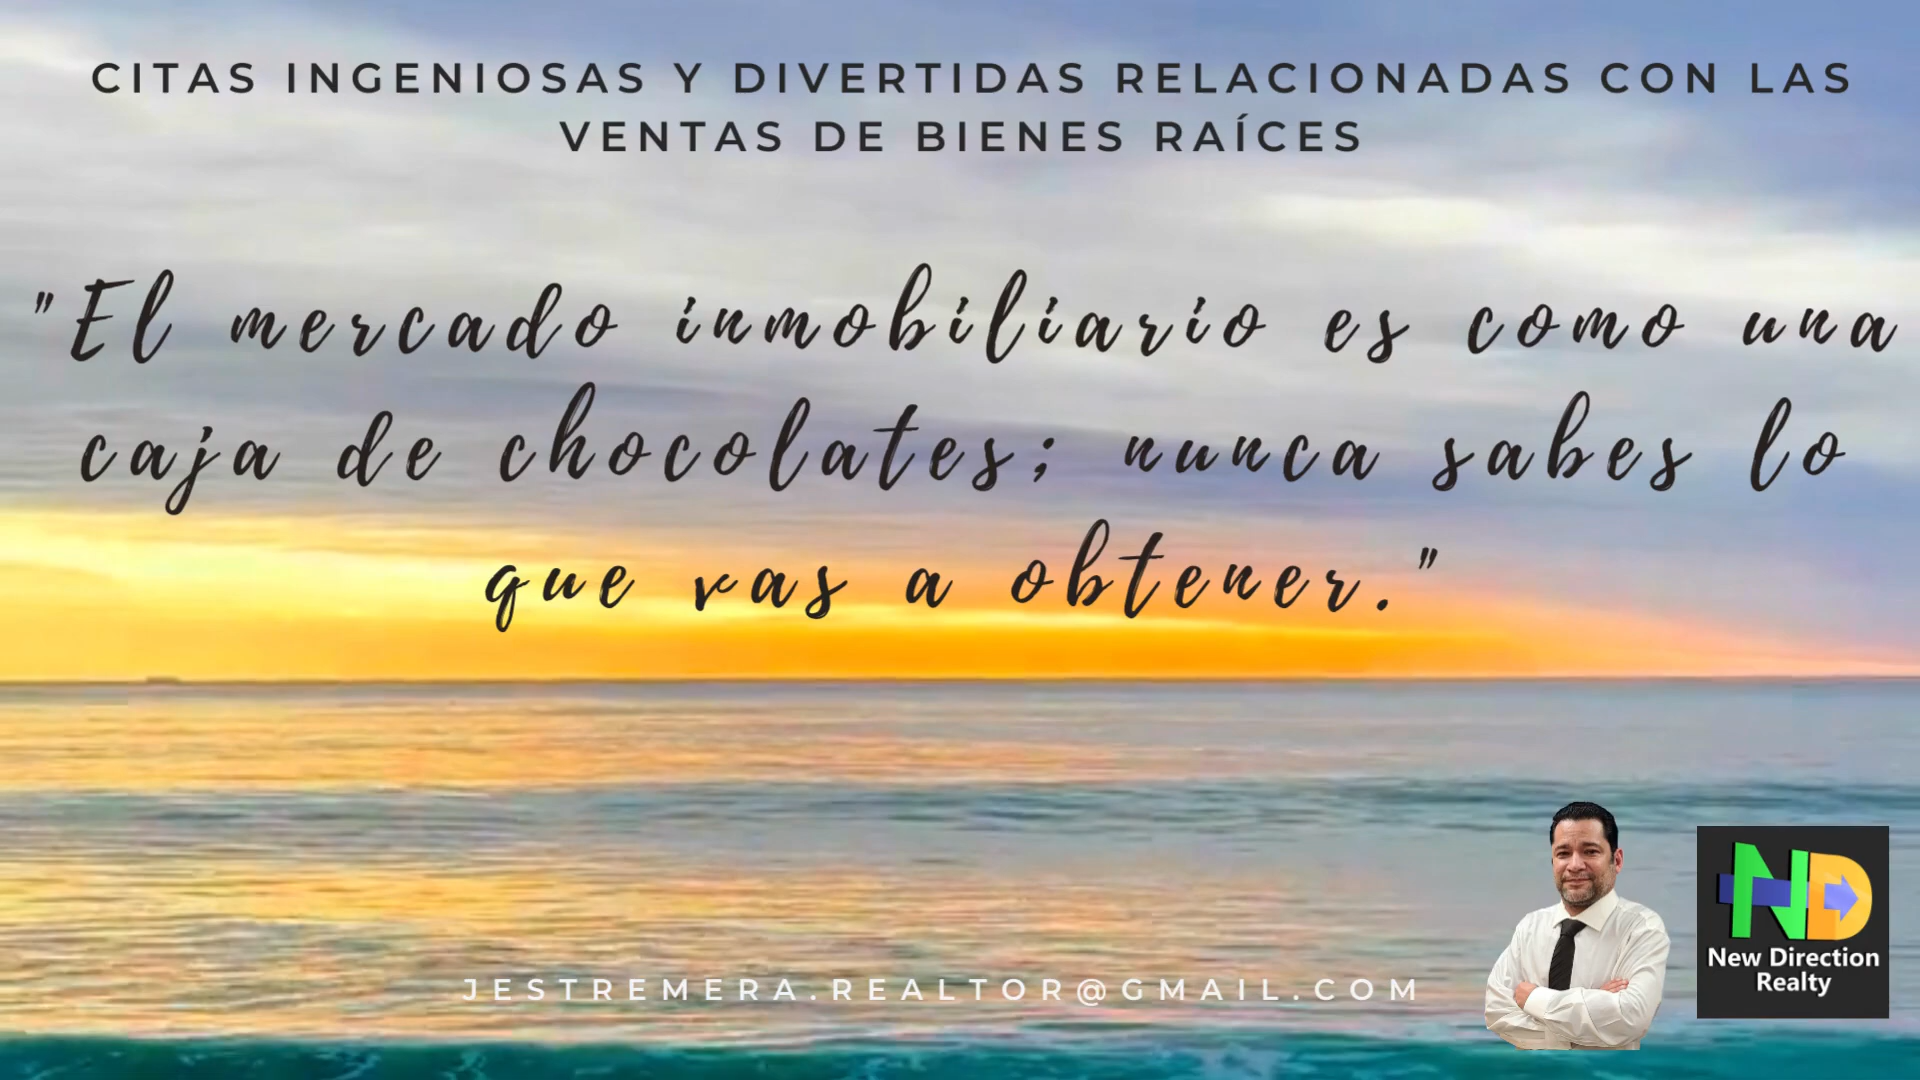 CITAS INGENIOSAS Y DIVERTIDAS RELACIONADAS CON LAS
VENTAS DE BIENES RAÍCES
"El mercado inmobiliario es como una
caja de chocolates; nunca sabes lo
que vas a obtener."
JESTREMERA.REALTOR@GMAIL.COM
ND
New Direction
Realty